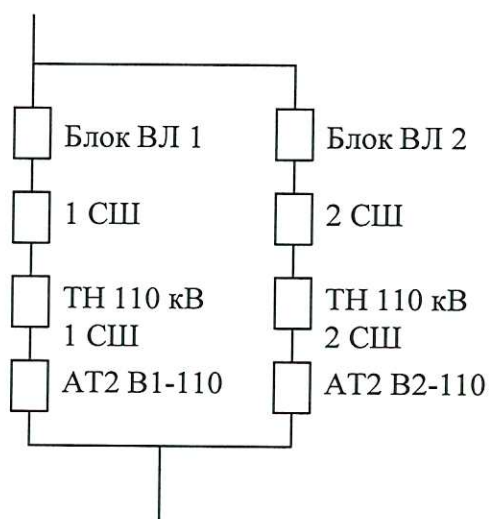 Блок ВЛ 1
1 СШ
ТН 110 кВ
1 СШ
АТ2 В1-110
Блок ВЛ 2
2 СШ
ТН 110 кВ
2 СШ
АТ2 В2-110